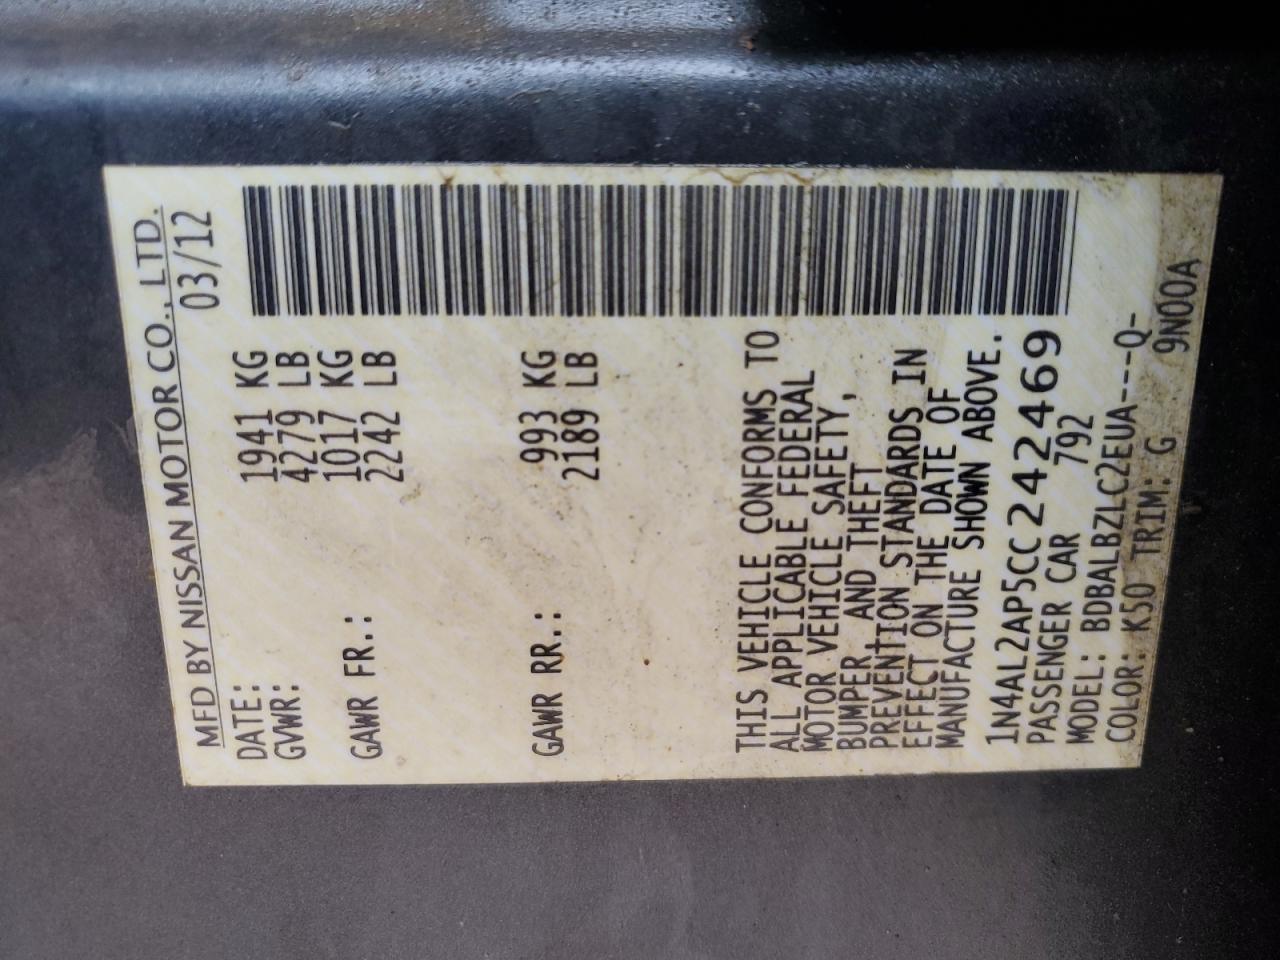 MFD BY NISSAN MOTOR CO., LTD.
DATE: 03/12
GVWR: 1941 KG
4279 LB
GAWR FR.: 1017 KG
2242 LB
GAWR RR.: 993 KG
2189 LB
THIS VEHICLE CONFORMS TO
ALL APPLICABLE FEDERAL
MOTOR VEHICLE SAFETY,
BUMPER, AND THEFT
PREVENTION STANDARDS IN
EFFECT ON THE DATE OF
MANUFACTURE SHOWN ABOVE.
1N4AL2AP5CC242469
PASSENGER CAR 792
MODEL: BDBALBZLC2EUA----Q-
COLOR: K50 TRIM: G 9N00A